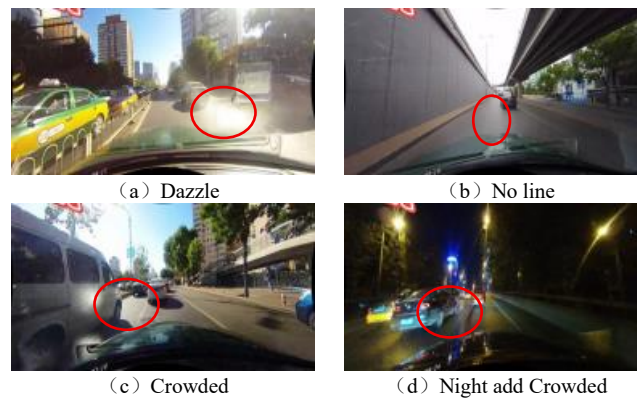 （a）Dazzle
（b）No line
（c）Crowded
（d）Night add Crowded